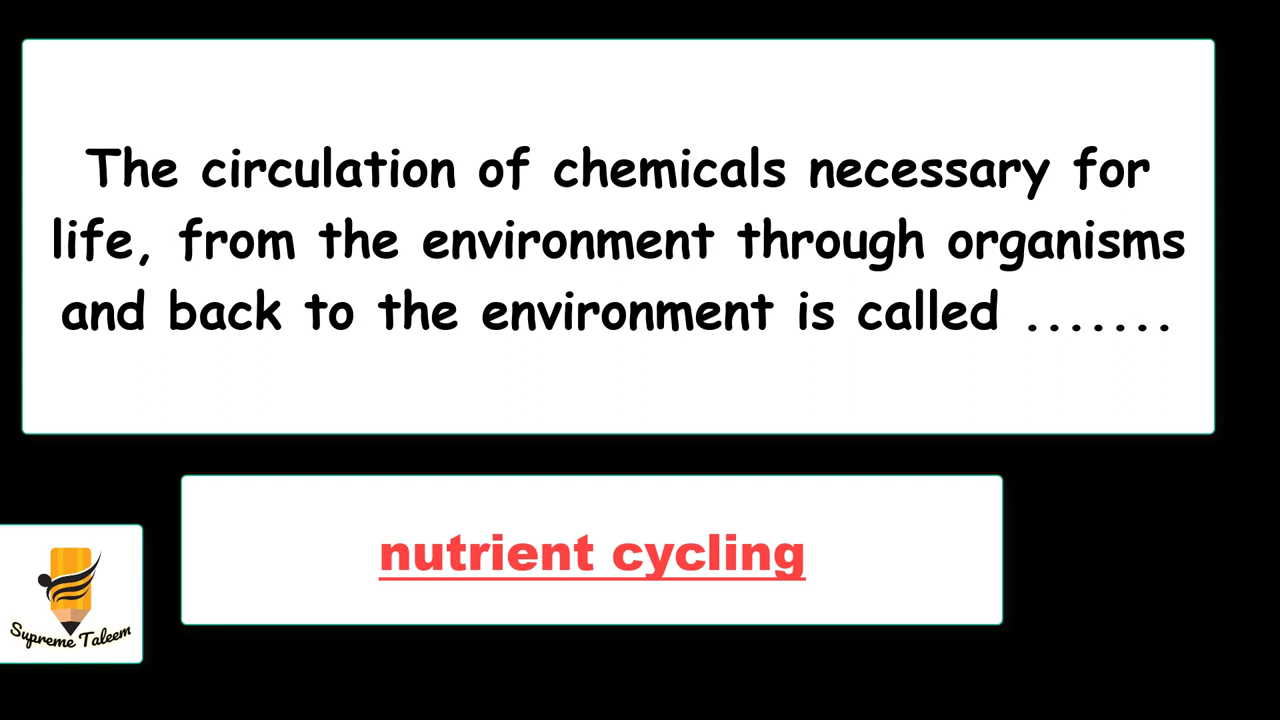 The circulation of chemicals necessary for
life, from the environment through organisms
and back to the environment is called .......
nutrient cycling
Supreme Taleem